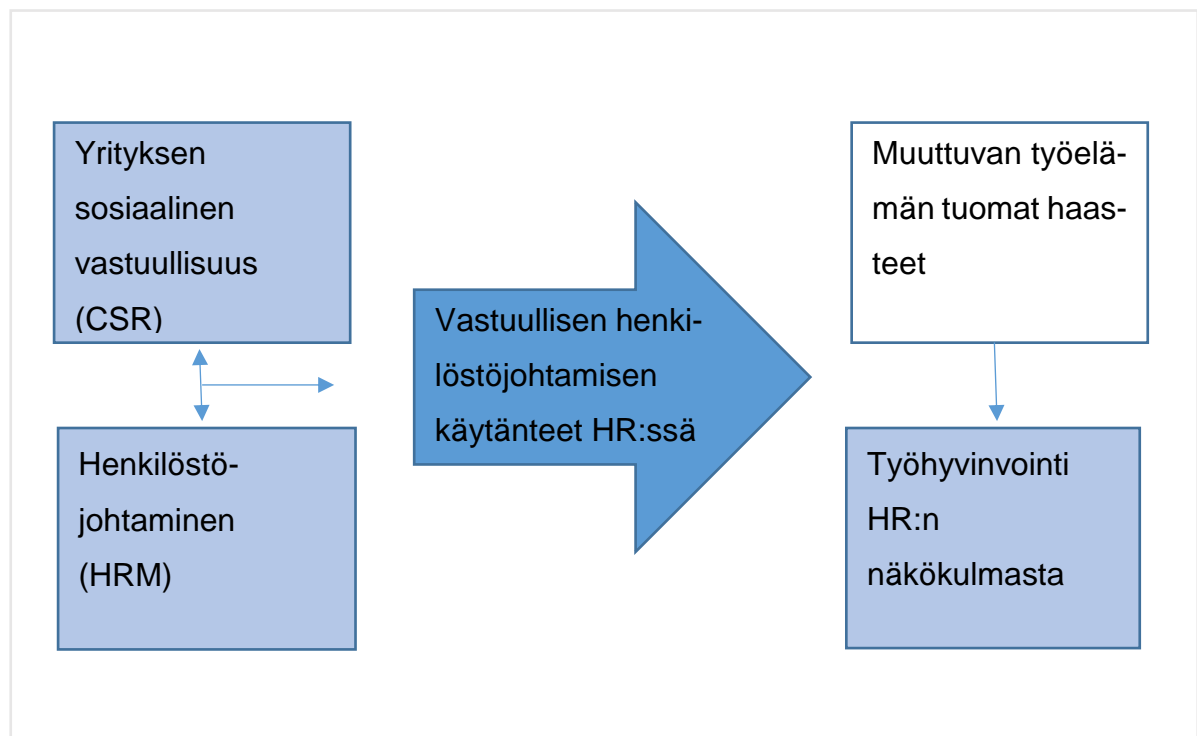 Yrityksen
sosiaalinen
vastuullisuus
(CSR)
Henkilöstö-
johtaminen
(HRM)
Vastuullisen henki-
löstöjohtamisen
käytänteet HR:ssä
Muuttuvan työelä-
män tuomat haas-
teet
Työhyvinvointi
HR:n
näkökulmasta